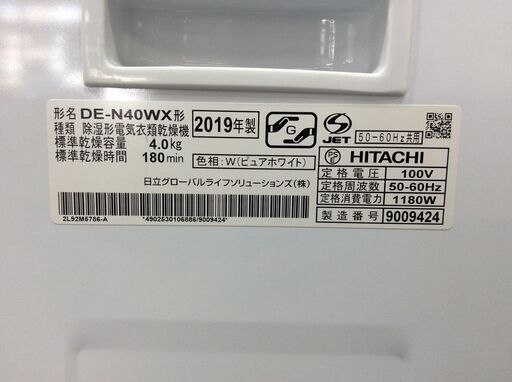 形名 DE-N40WX形
種類 除湿形電気衣類乾燥機
標準乾燥容量 4.0kg
標準乾燥時間 180min
2019年製
G
S
JET
50-60Hz共用
色相:W(ピュアホワイト)
PSE
HITACHI
定格電圧 100V
定格周波数 50-60Hz
定格消費電力 1180W
製造番号 9009424
日立グローバルライフソリューションズ(株)
2L92M5786-A
*4902530106886/9009424*